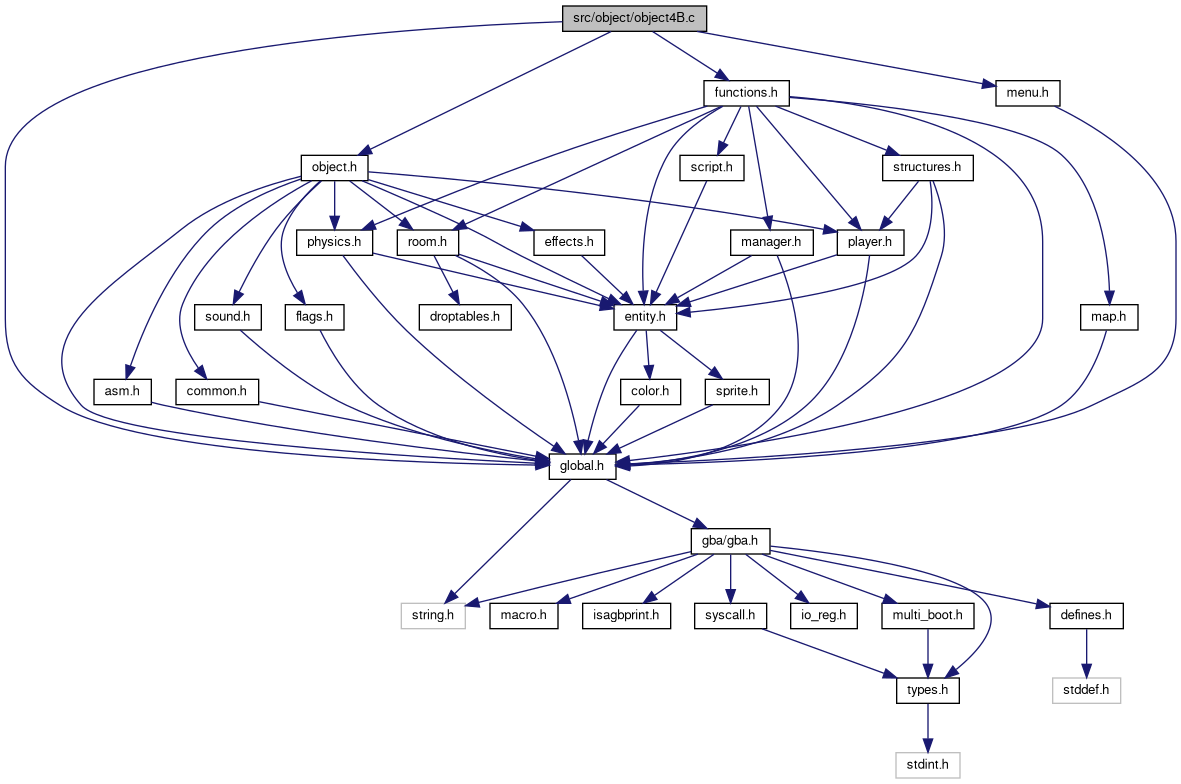 src/object/object4B.c
functions.h
menu.h
object.h
script.h
structures.h
physics.h
room.h
effects.h
manager.h
player.h
sound.h
flags.h
droptables.h
entity.h
map.h
asm.h
common.h
color.h
sprite.h
global.h
gba/gba.h
string.h
macro.h
isagbprint.h
syscall.h
io_reg.h
multi_boot.h
defines.h
types.h
stddef.h
stdint.h